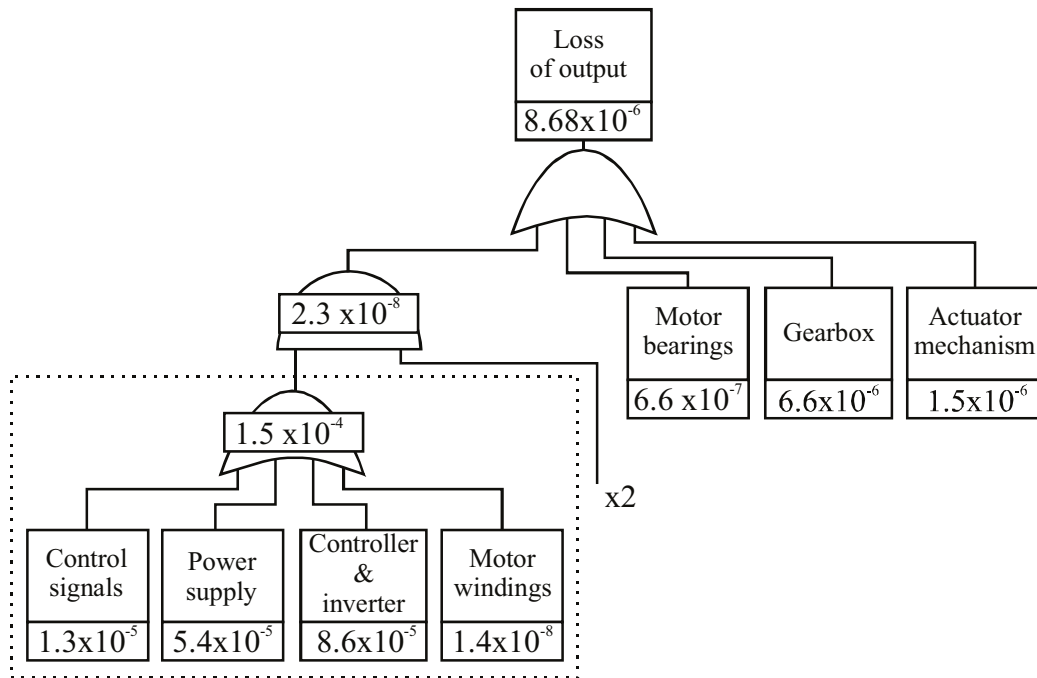 Loss
of output
8.68x10⁻⁶
2.3 x10⁻⁸
Motor
bearings
6.6 x10⁻⁷
Gearbox
6.6x10⁻⁶
Actuator
mechanism
1.5x10⁻⁶
1.5 x10⁻⁴
x2
Control
signals
1.3x10⁻⁵
Power
supply
5.4x10⁻⁵
Controller
&
inverter
8.6x10⁻⁵
Motor
windings
1.4x10⁻⁸